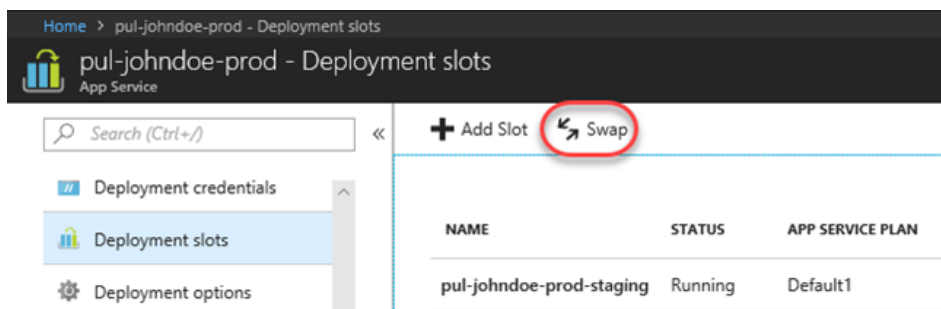 Home > pul-johndoe-prod - Deployment slots
pul-johndoe-prod - Deployment slots
App Service
Search (Ctrl+/)
Deployment credentials
Deployment slots
Deployment options
Add Slot
Swap
NAME STATUS APP SERVICE PLAN
pul-johndoe-prod-staging Running Default1